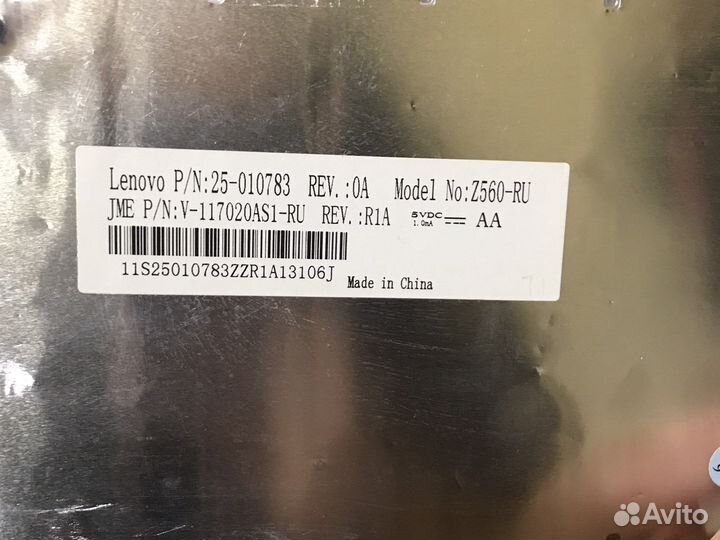 Lenovo P/N:25-010783 REV.:0A Model No:Z560-RU
JME P/N:V-117020AS1-RU REV.:R1A 5VDC 1.0mA AA
11S25010783ZZR1A13106J Made in China
Avito